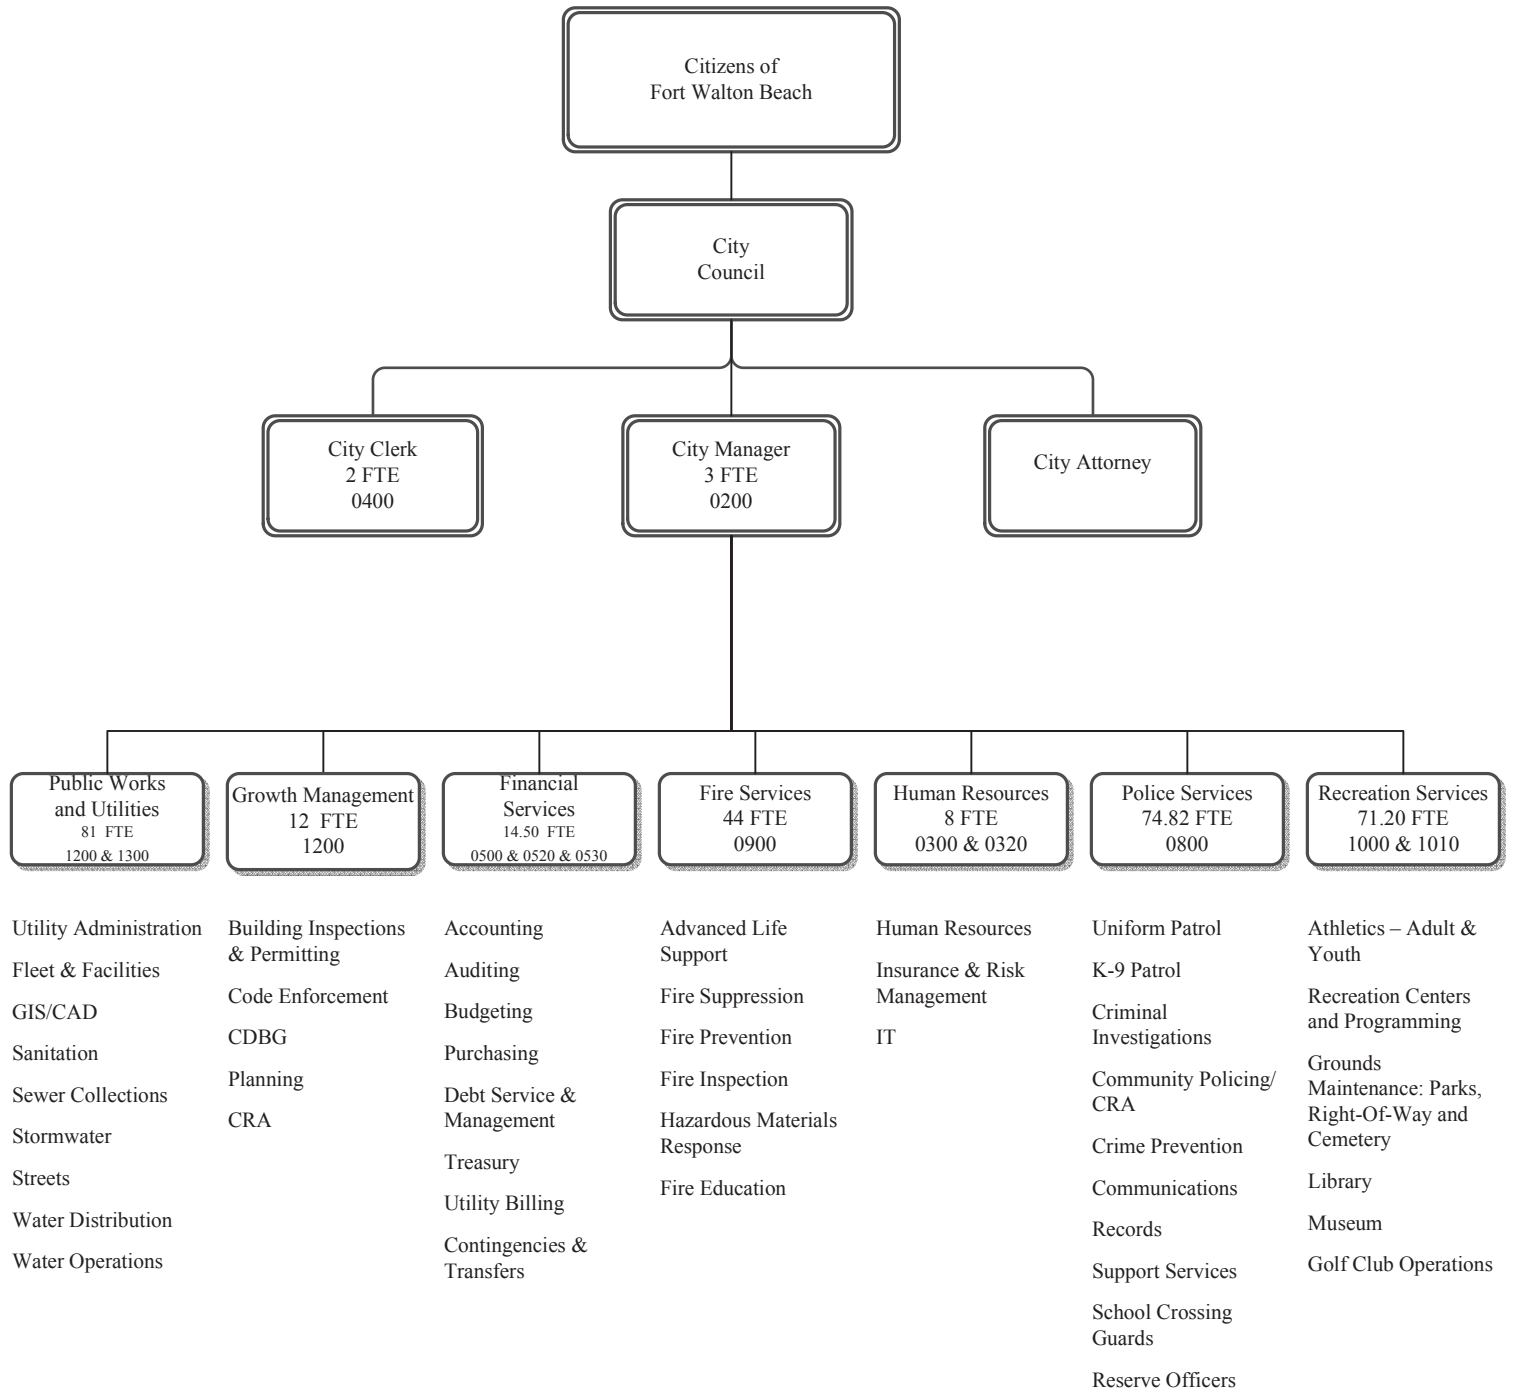 Citizens of
Fort Walton Beach
City
Council
City Clerk
2 FTE
0400
City Manager
3 FTE
0200
City Attorney
Public Works
and Utilities
81 FTE
1200 & 1300
Growth Management
12 FTE
1200
Financial
Services
14.50 FTE
0500 & 0520 & 0530
Fire Services
44 FTE
0900
Human Resources
8 FTE
0300 & 0320
Police Services
74.82 FTE
0800
Recreation Services
71.20 FTE
1000 & 1010
Utility Administration
Fleet & Facilities
GIS/CAD
Sanitation
Sewer Collections
Stormwater
Streets
Water Distribution
Water Operations
Building Inspections
& Permitting
Code Enforcement
CDBG
Planning
CRA
Accounting
Auditing
Budgeting
Purchasing
Debt Service &
Management
Treasury
Utility Billing
Contingencies &
Transfers
Advanced Life
Support
Fire Suppression
Fire Prevention
Fire Inspection
Hazardous Materials
Response
Fire Education
Human Resources
Insurance & Risk
Management
IT
Uniform Patrol
K-9 Patrol
Criminal
Investigations
Community Policing/
CRA
Crime Prevention
Communications
Records
Support Services
School Crossing
Guards
Reserve Officers
Athletics – Adult &
Youth
Recreation Centers
and Programming
Grounds
Maintenance: Parks,
Right-Of-Way and
Cemetery
Library
Museum
Golf Club Operations